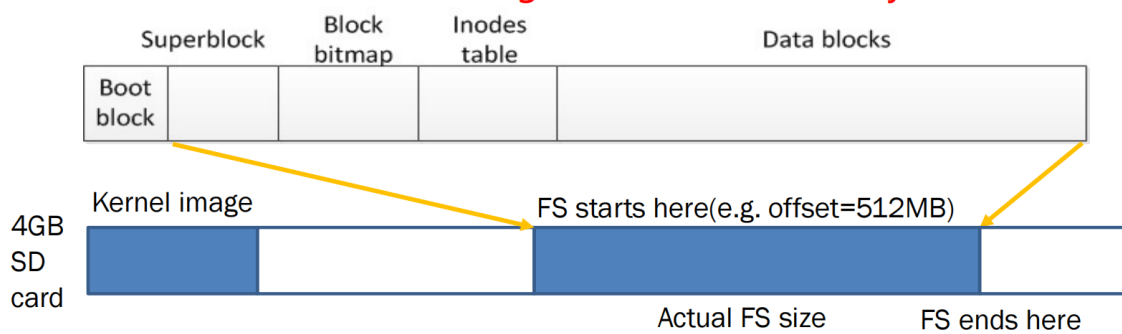 Superblock
Block
bitmap
Inodes
table
Data blocks
Boot
block
Kernel image
FS starts here(e.g. offset=512MB)
4GB
SD
card
Actual FS size
FS ends here